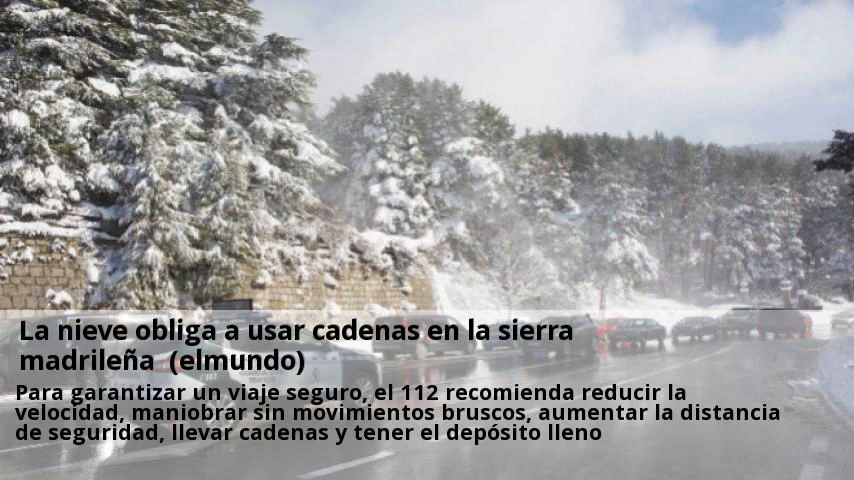 La nieve obliga a usar cadenas en la sierra
madrileña (elmundo)
Para garantizar un viaje seguro, el 112 recomienda reducir la
velocidad, maniobrar sin movimientos bruscos, aumentar la distancia
de seguridad, llevar cadenas y tener el depósito lleno